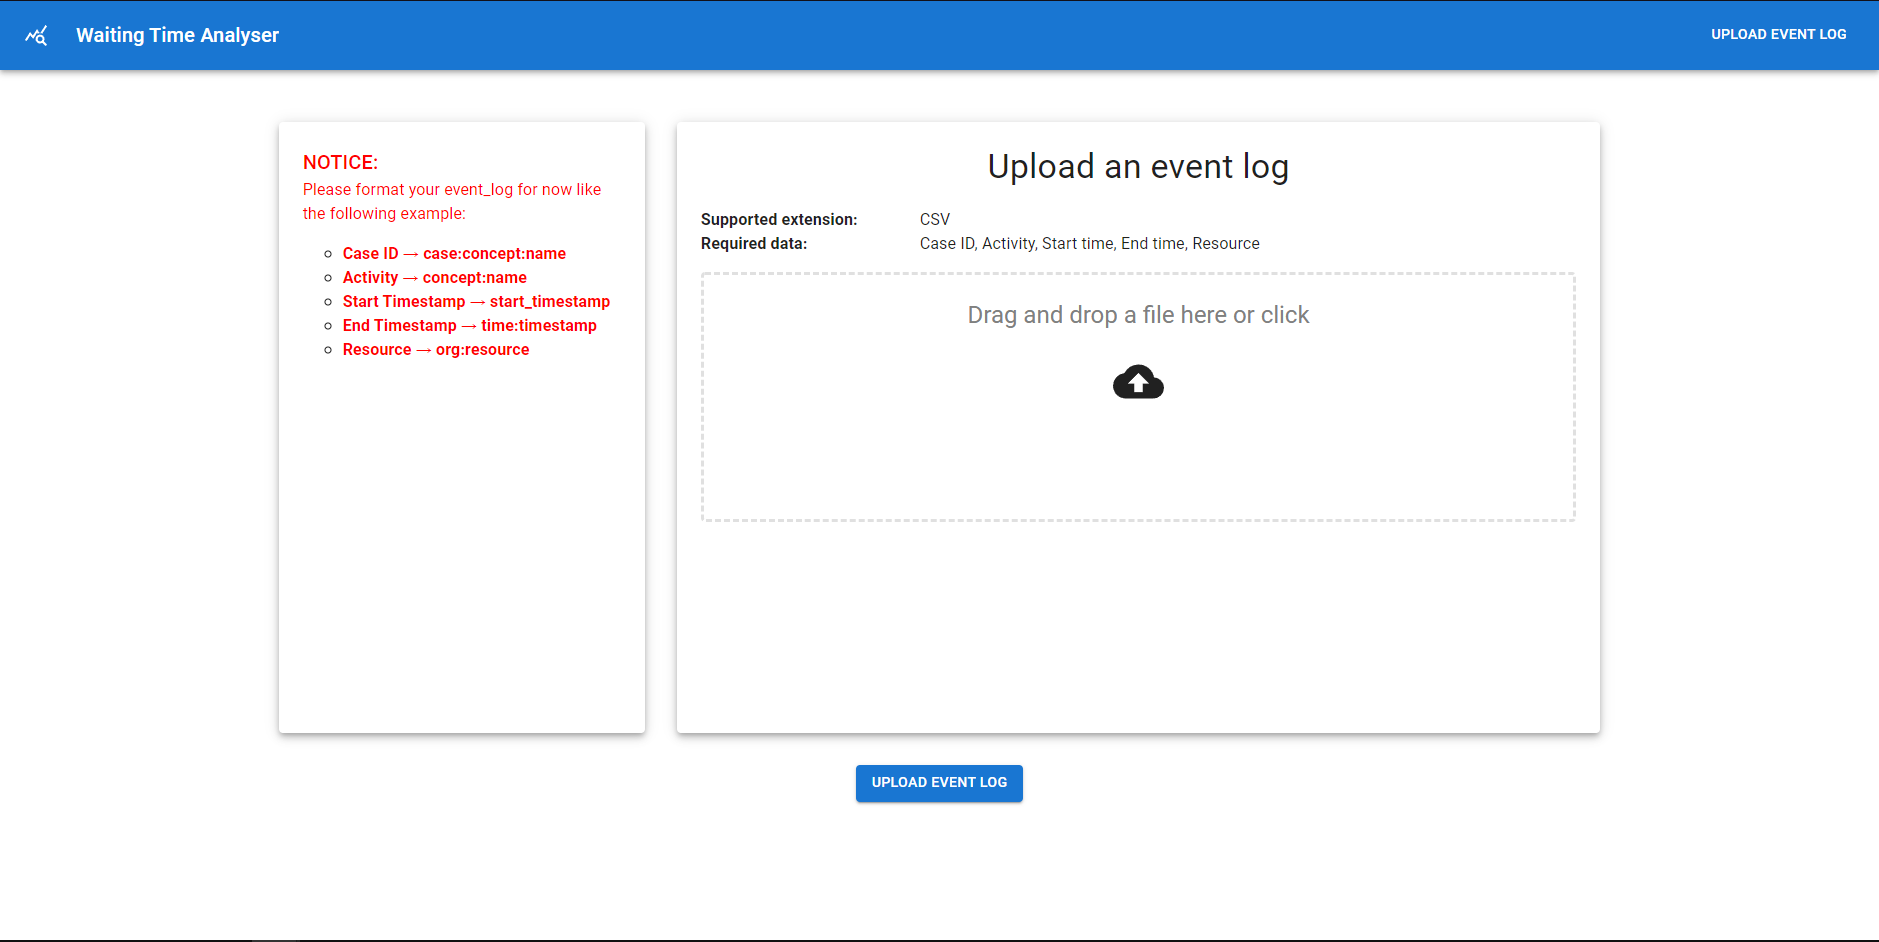 Waiting Time Analyser
UPLOAD EVENT LOG
NOTICE:
Please format your event_log for now like
the following example:
Case ID → case:concept:name
Activity → concept:name
Start Timestamp → start_timestamp
End Timestamp → time:timestamp
Resource → org:resource
Upload an event log
Supported extension: CSV
Required data: Case ID, Activity, Start time, End time, Resource
Drag and drop a file here or click
UPLOAD EVENT LOG